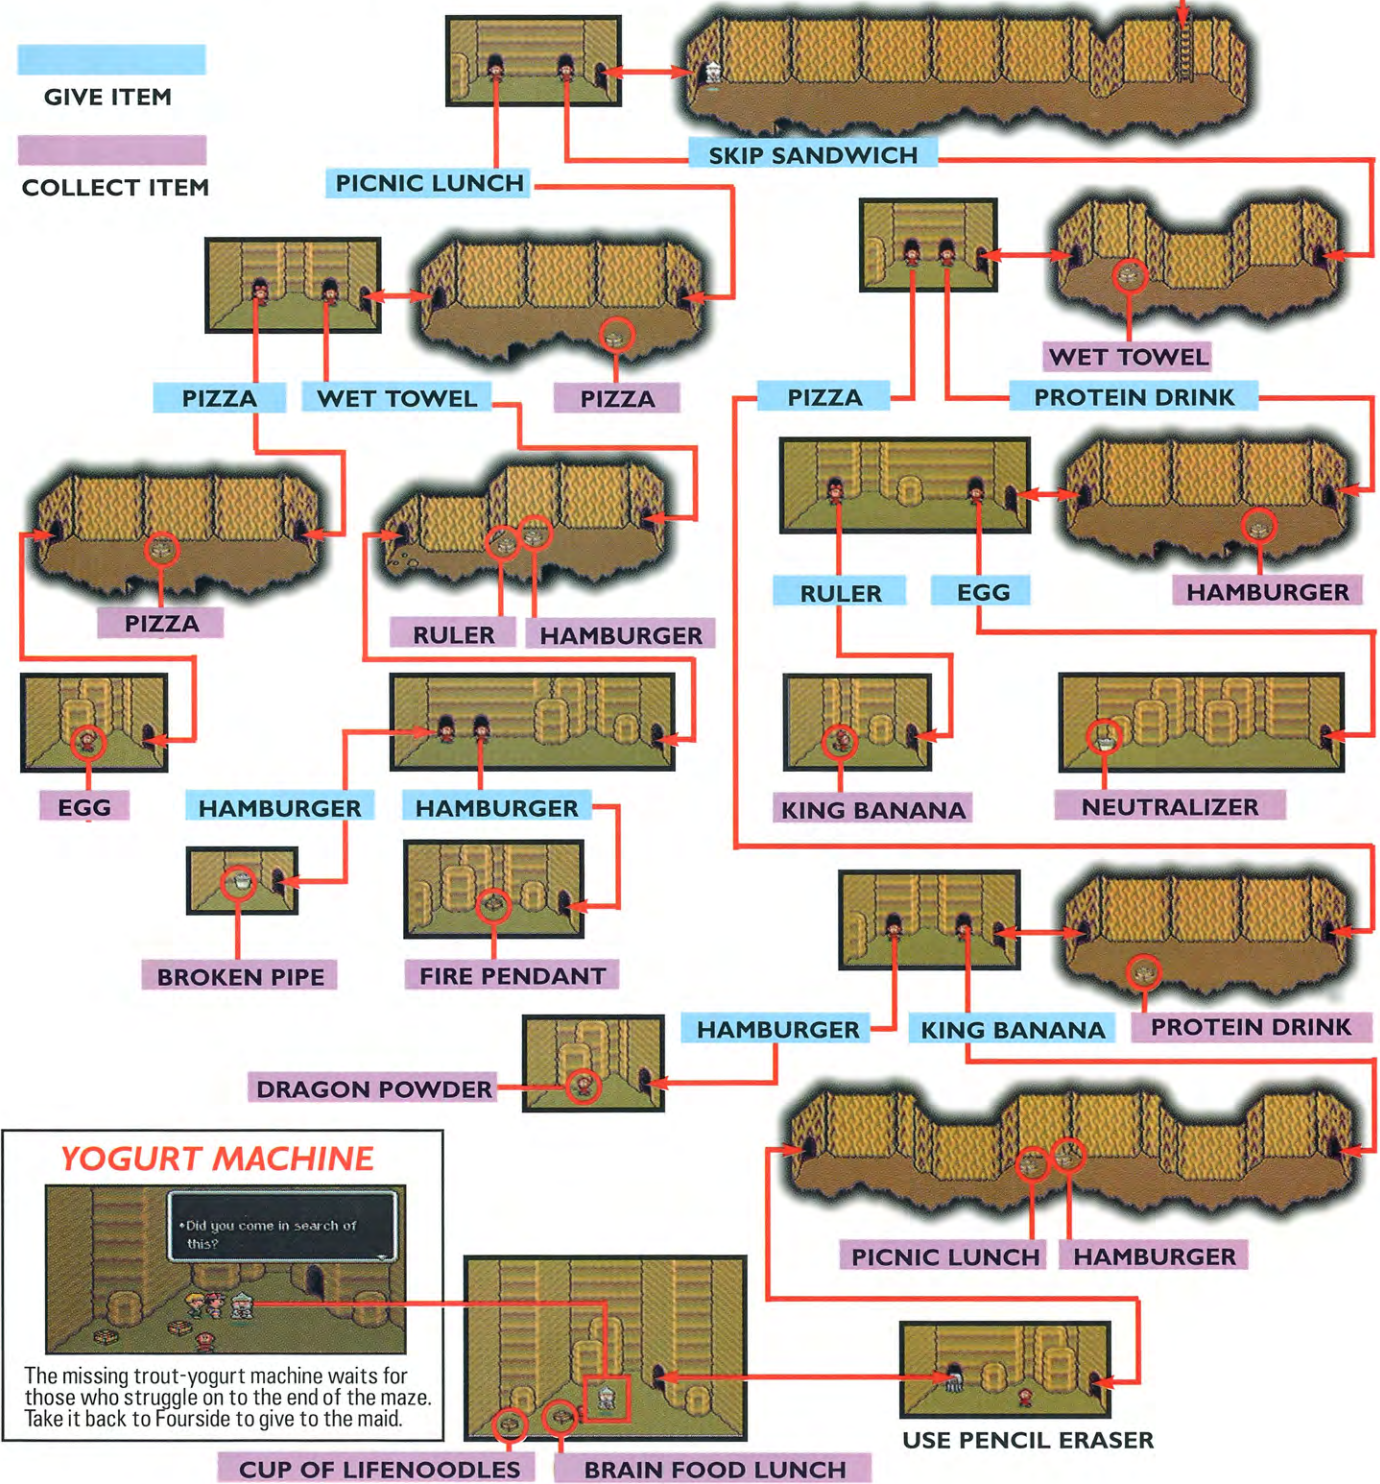 GIVE ITEM
COLLECT ITEM
SKIP SANDWICH
PICNIC LUNCH
WET TOWEL
PIZZA
WET TOWEL
PIZZA
PIZZA
PROTEIN DRINK
RULER
EGG
HAMBURGER
PIZZA
RULER
HAMBURGER
EGG
HAMBURGER
HAMBURGER
KING BANANA
NEUTRALIZER
BROKEN PIPE
FIRE PENDANT
HAMBURGER
KING BANANA
PROTEIN DRINK
DRAGON POWDER
YOGURT MACHINE
•Did you come in search of
this?
The missing trout-yogurt machine waits for
those who struggle on to the end of the maze.
Take it back to Fourside to give to the maid.
PICNIC LUNCH
HAMBURGER
USE PENCIL ERASER
CUP OF LIFENOODLES
BRAIN FOOD LUNCH